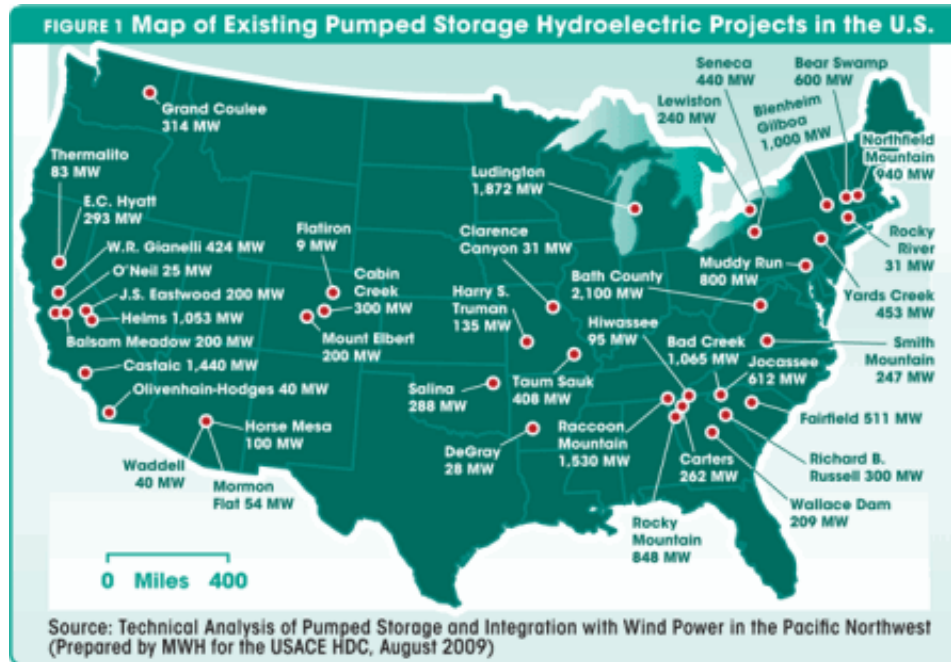 FIGURE 1 Map of Existing Pumped Storage Hydroelectric Projects in the U.S.
Grand Coulee
314 MW
Thermalito
83 MW
E.C. Hyatt
293 MW
W.R. Gianelli 424 MW
O'Neil 25 MW
J.S. Eastwood 200 MW
Helms 1,053 MW
Balsam Meadow 200 MW
Castaic 1,440 MW
Olivenhain-Hodges 40 MW
Horse Mesa
100 MW
Waddell
40 MW
Mormon
Flat 54 MW
Flatiron
9 MW
Cabin
Creek
300 MW
Mount Elbert
200 MW
Ludington
1,872 MW
Clarence
Canyon 31 MW
Harry S.
Truman
135 MW
Salina
288 MW
Taum Sauk
408 MW
DeGray
28 MW
Seneca
440 MW
Lewiston
240 MW
Bear Swamp
600 MW
Blenheim
Gilboa
1,000 MW
Northfield
Mountain
940 MW
Rocky
River
31 MW
Muddy Run
800 MW
Yards Creek
453 MW
Bath County
2,100 MW
Smith
Mountain
247 MW
Hiwassee
95 MW
Bad Creek
1,065 MW
Jocassee
612 MW
Fairfield 511 MW
Raccoon
Mountain
1,530 MW
Carters
262 MW
Richard B.
Russell 300 MW
Wallace Dam
209 MW
Rocky
Mountain
848 MW
0 Miles 400
Source: Technical Analysis of Pumped Storage and Integration with Wind Power in the Pacific Northwest
(Prepared by MWH for the USACE HDC, August 2009)